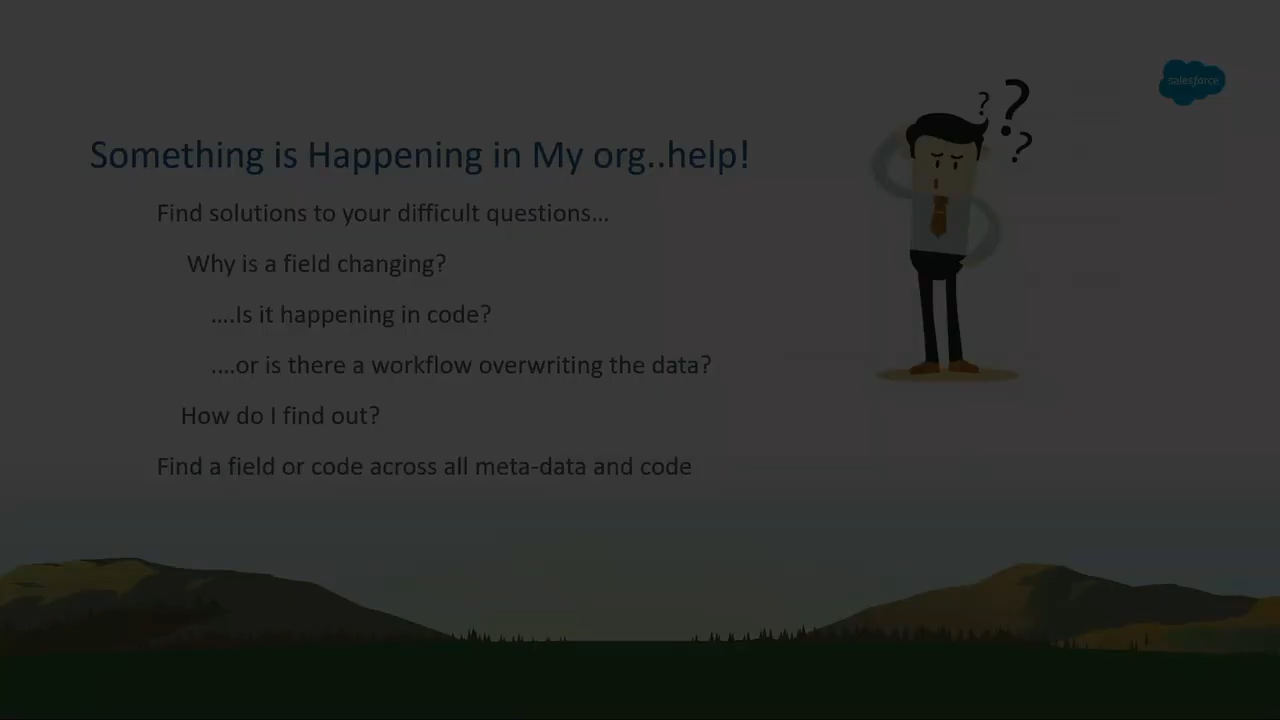 salesforce
? ? ?
Something is Happening in My org..help!
Find solutions to your difficult questions...
Why is a field changing?
....Is it happening in code?
....or is there a workflow overwriting the data?
How do I find out?
Find a field or code across all meta-data and code